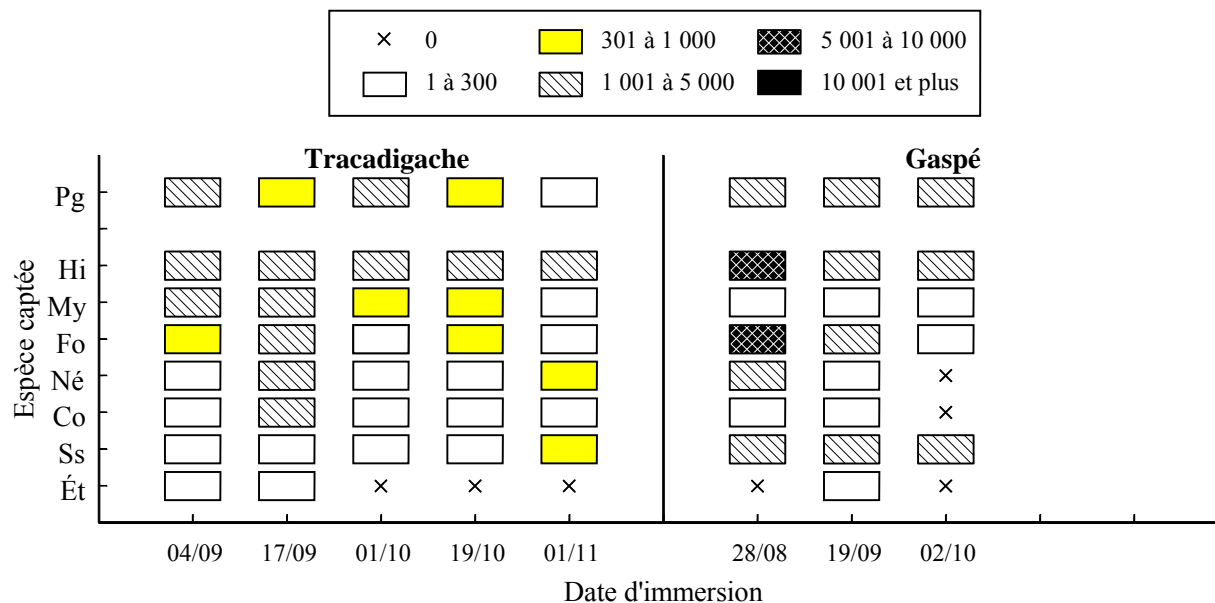 × 0 301 à 1 000 5 001 à 10 000
1 à 300 1 001 à 5 000 10 001 et plus
Tracadigache Gaspé
Espèce captée
Pg
Hi
My
Fo
Né ×
Co ×
Ss
Ét × × × × ×
04/09 17/09 01/10 19/10 01/11 28/08 19/09 02/10
Date d'immersion